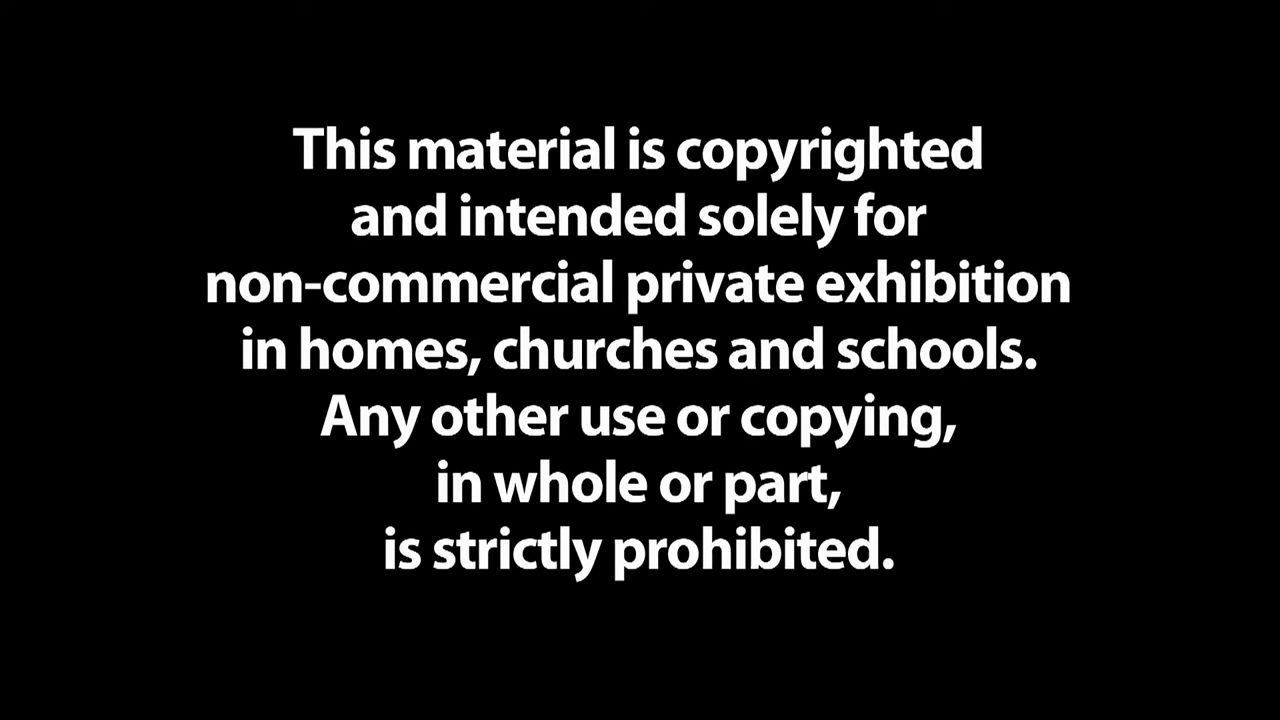 This material is copyrighted
and intended solely for
non-commercial private exhibition
in homes, churches and schools.
Any other use or copying,
in whole or part,
is strictly prohibited.